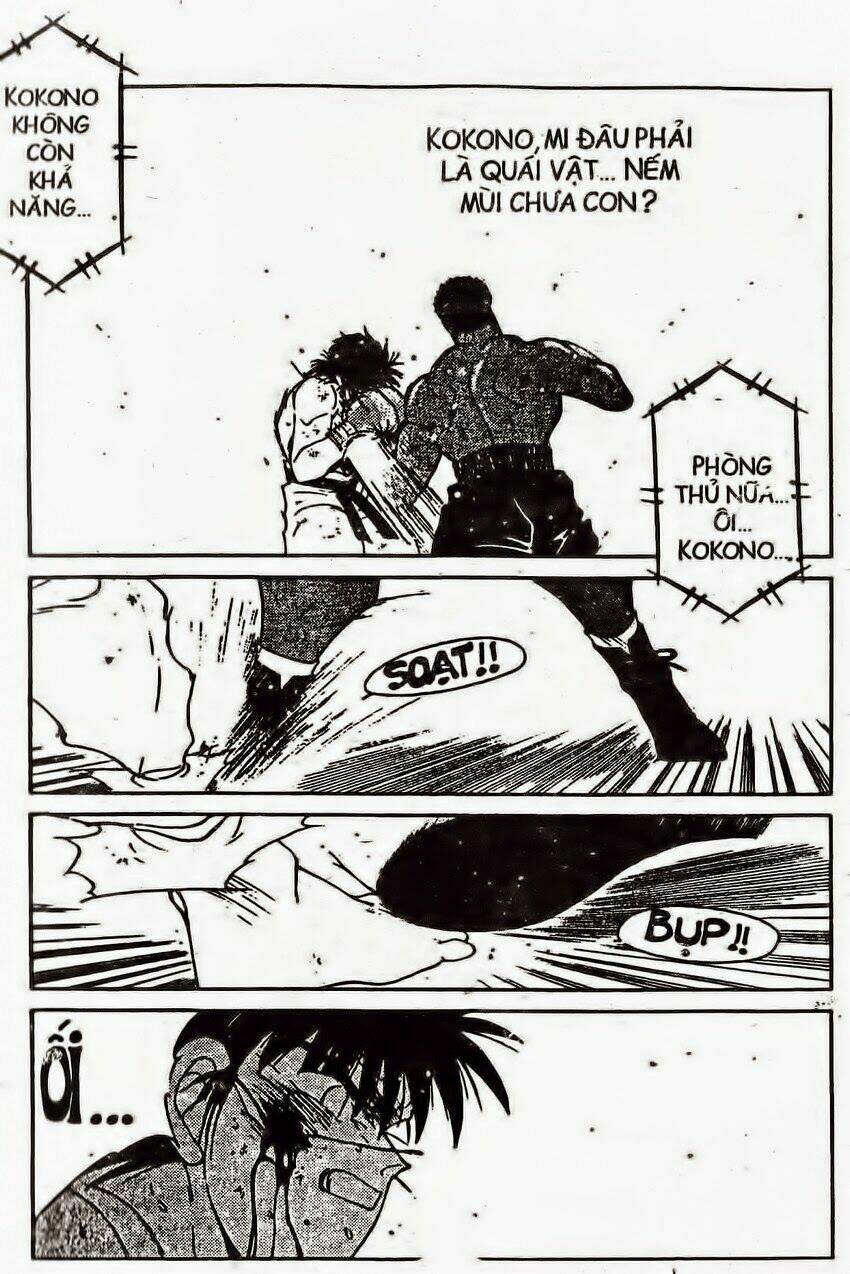 KOKONO
KHÔNG
CÒN
KHẢ
NĂNG...
KOKONO, MI ĐÂU PHẢI
LÀ QUÁI VẬT... NẾM
MÙI CHƯA CON?
PHÒNG
THỦ NỮA...
ÔI...
KOKONO...
SOẠT!!
BỤP!!
ỐI...